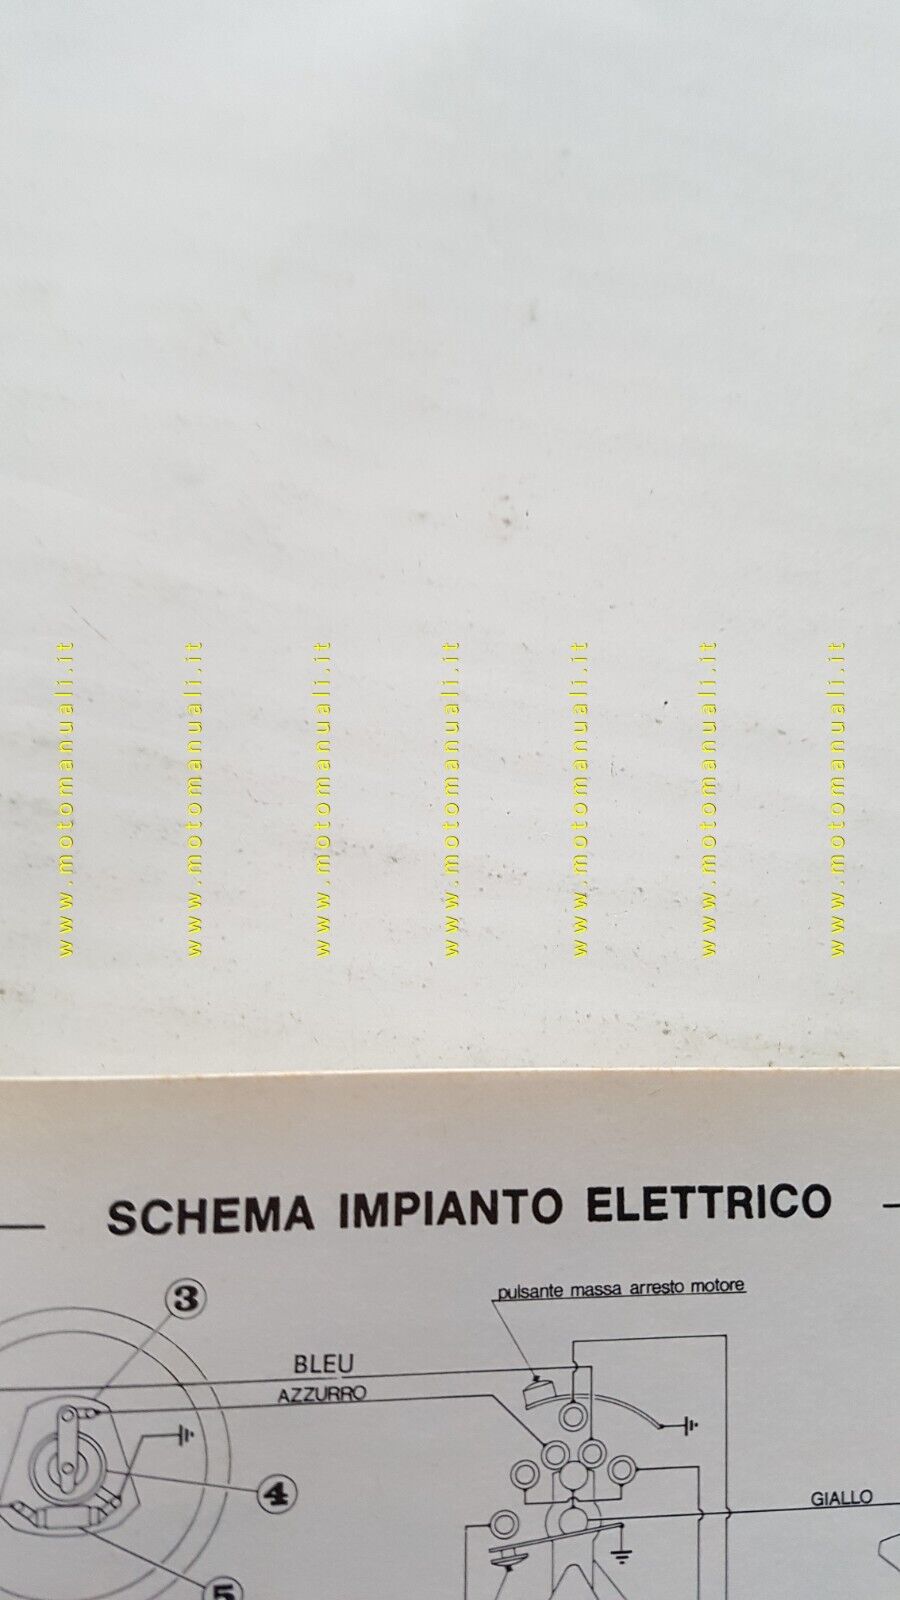 www.motomanuali.it
www.motomanuali.it
www.motomanuali.it
www.motomanuali.it
www.motomanuali.it
www.motomanuali.it
www.motomanuali.it
SCHEMA IMPIANTO ELETTRICO
3
pulsante massa arresto motore
BLEU
AZZURRO
4
GIALLO
5